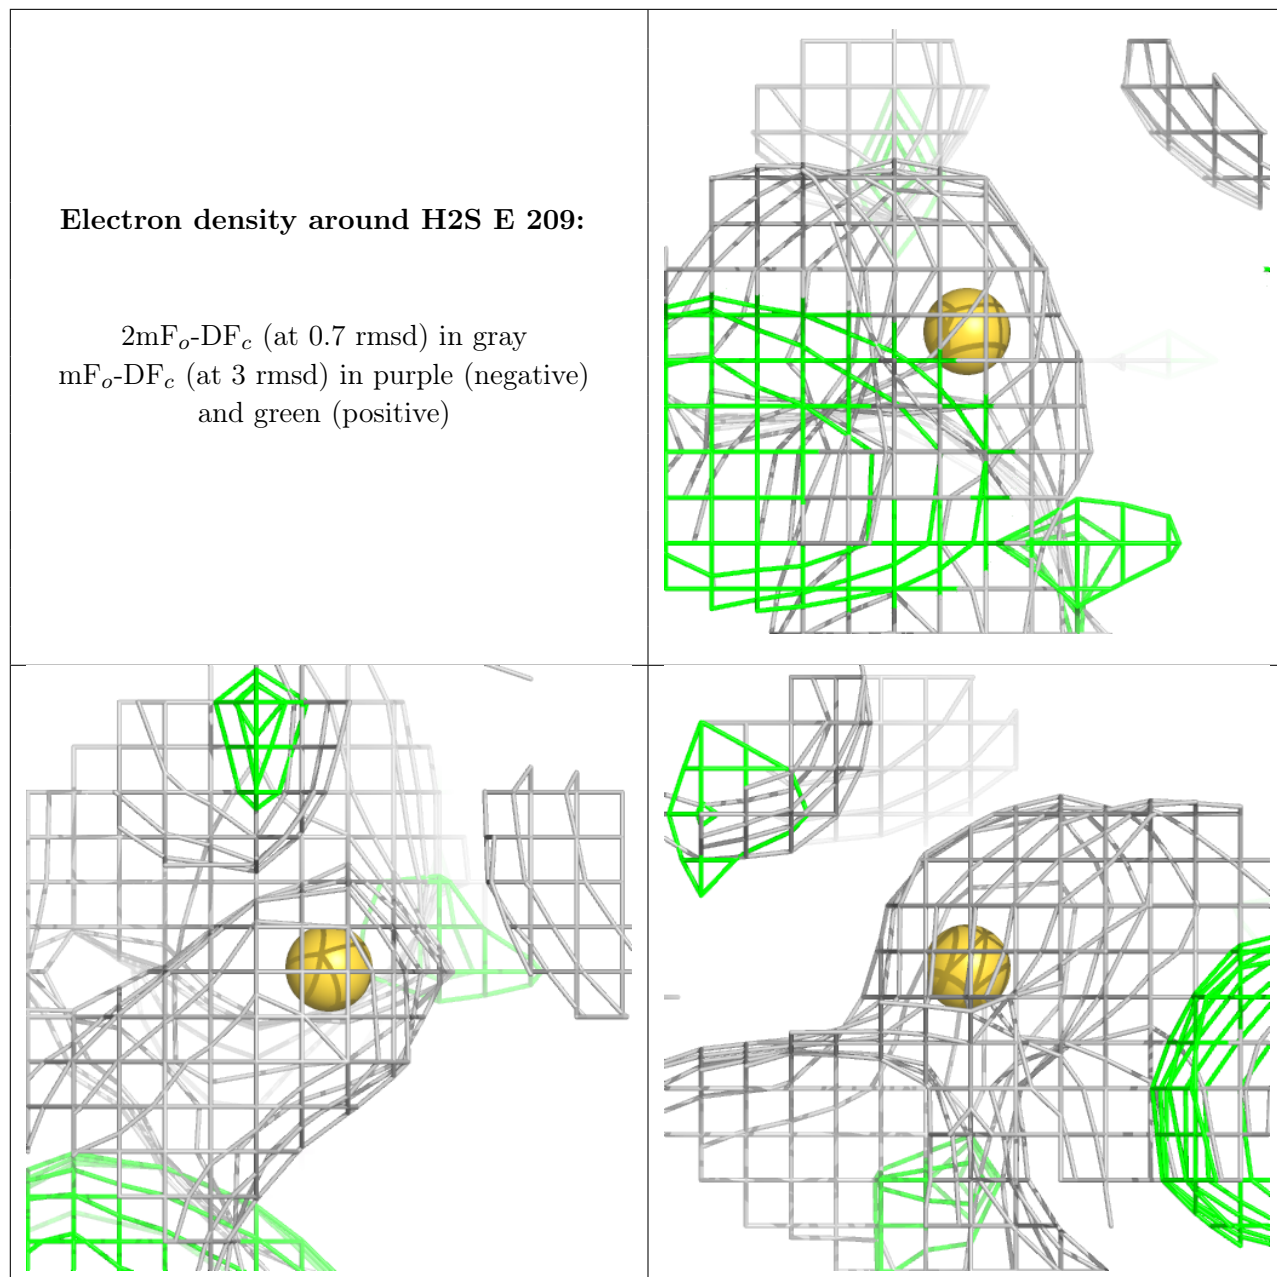 Electron density around H2S E 209:
2mFo-DFc (at 0.7 rmsd) in gray
mFo-DFc (at 3 rmsd) in purple (negative)
and green (positive)